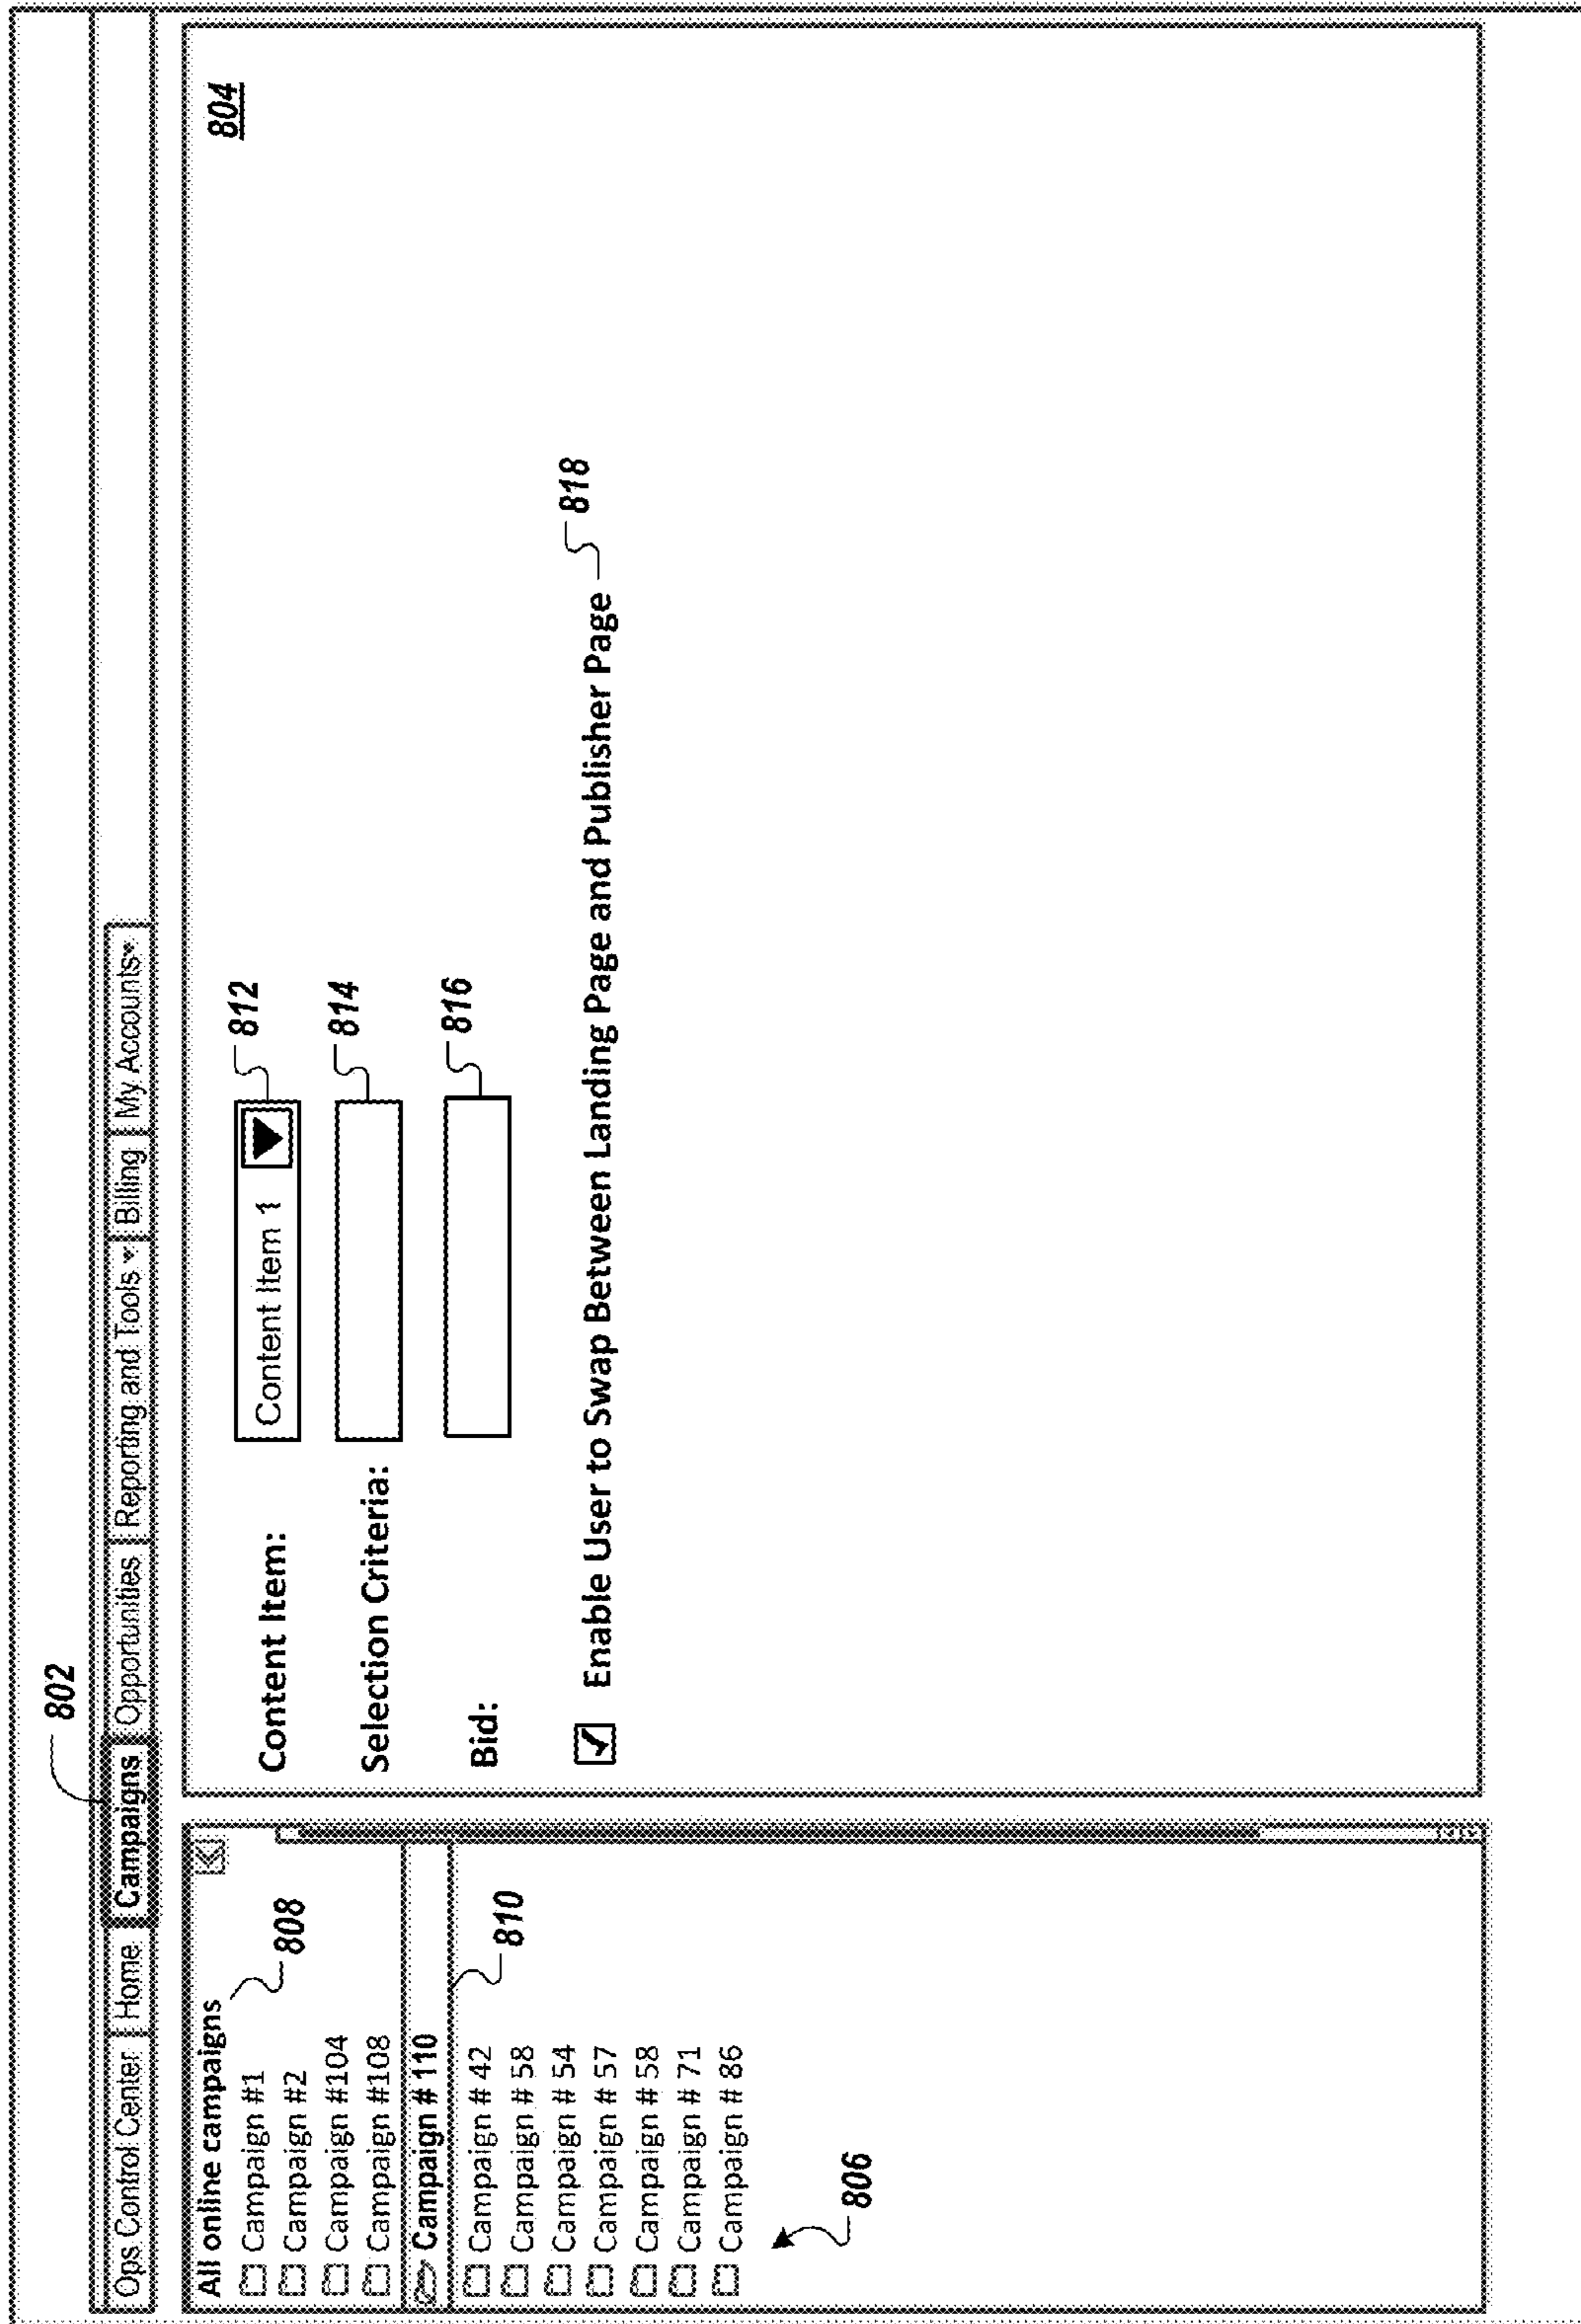 802
Ops Control Center Home Campaigns Opportunities Reporting and Tools Billing My Accounts
All online campaigns
808
Campaign #1
Campaign #2
Campaign #104
Campaign #108
Campaign # 110
810
Campaign # 42
Campaign # 58
Campaign # 54
Campaign # 57
Campaign # 58
Campaign # 71
Campaign # 86
806
804
Content Item: Content Item 1 812
Selection Criteria: 814
Bid: 816
Enable User to Swap Between Landing Page and Publisher Page 818